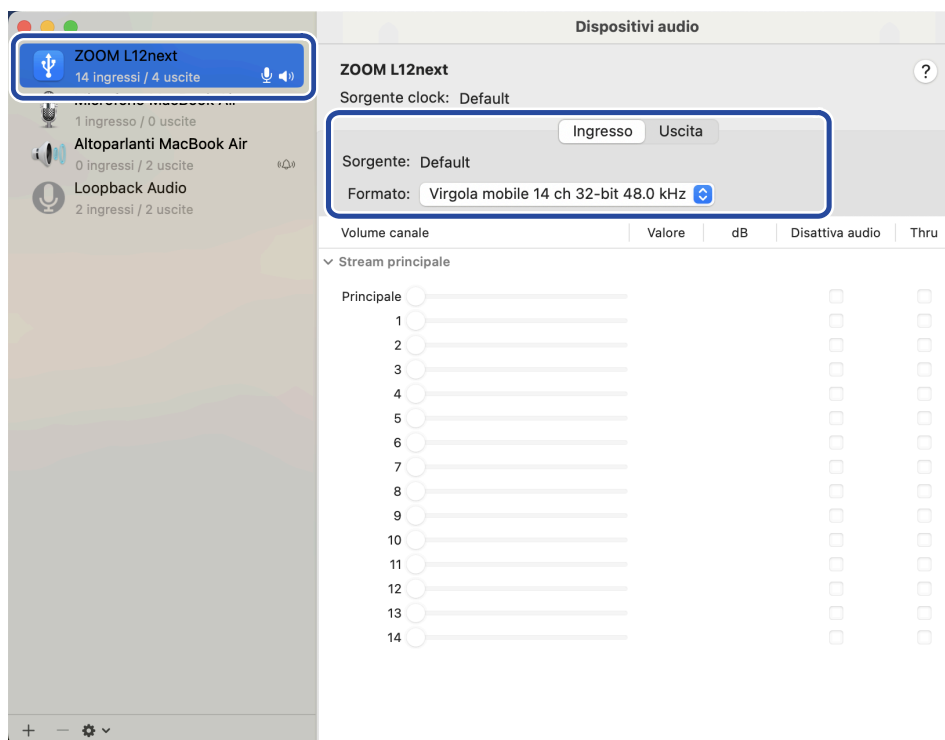 Dispositivi audio
ZOOM L12next
14 ingressi / 4 uscite
1 ingresso / 0 uscite
Altoparlanti MacBook Air
0 ingressi / 2 uscite
Loopback Audio
2 ingressi / 2 uscite
ZOOM L12next
?
Sorgente clock: Default
Ingresso Uscita
Sorgente: Default
Formato: Virgola mobile 14 ch 32-bit 48.0 kHz
Volume canale Valore dB Disattiva audio Thru
Stream principale
Principale
1
2
3
4
5
6
7
8
9
10
11
12
13
14